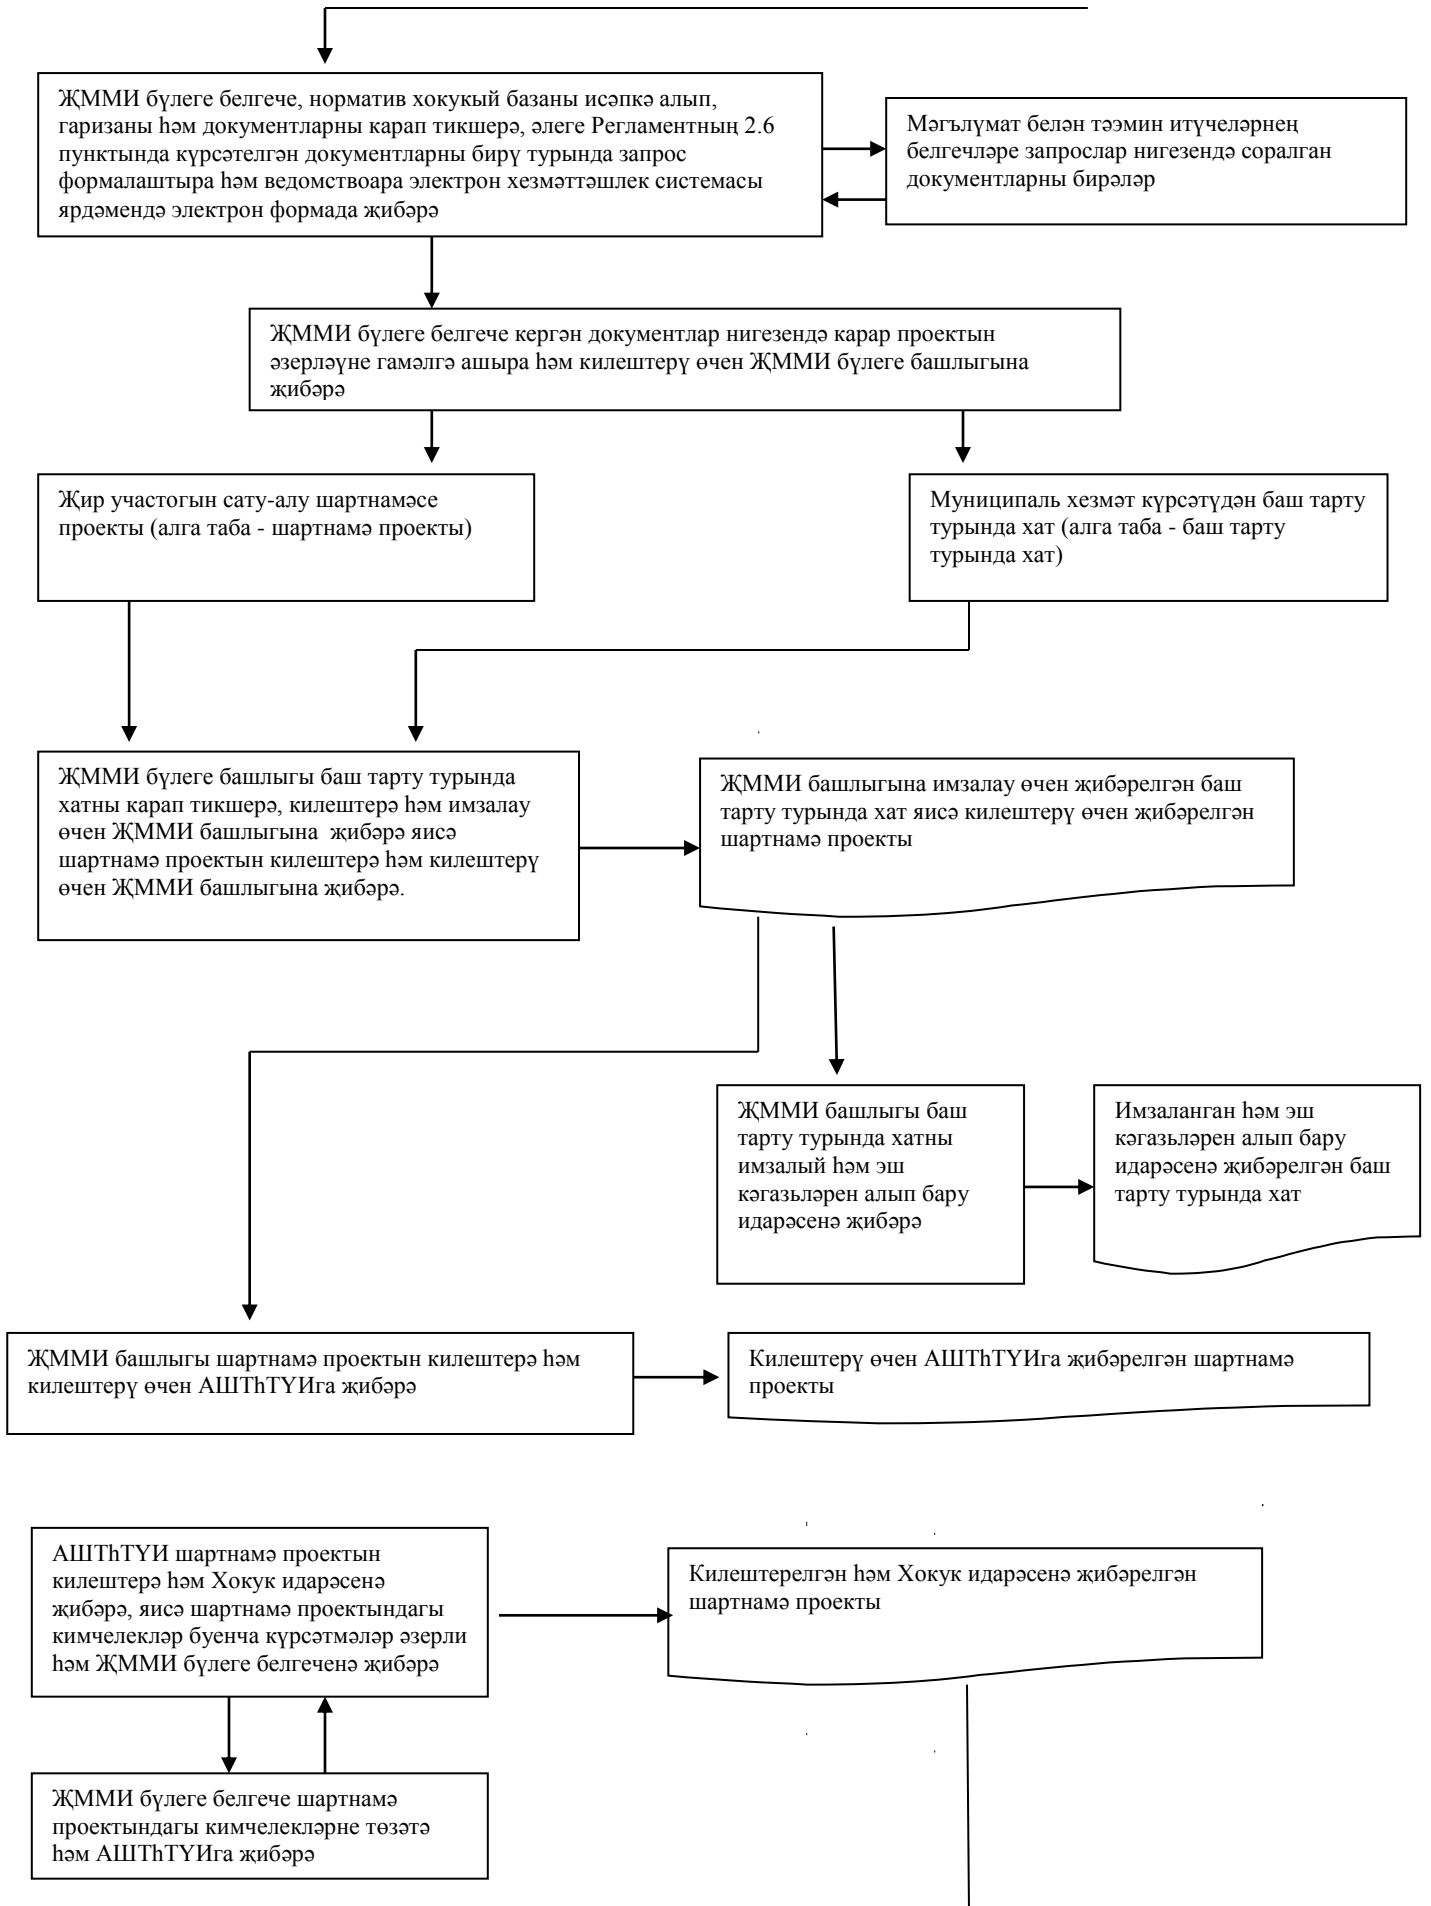 ҖММИ бүлеге белгече, норматив хокукый базаны исәпкә алып,
гаризаны һәм документларны карап тикшерә, әлеге Регламентның 2.6
пунктында күрсәтелгән документларны бирү турында запрос
формалаштыра һәм ведомствоара электрон хезмәттәшлек системасы
ярдәмендә электрон формада җибәрә
Мәгълүмат белән тәэмин итүчеләрнең
белгечләре запрослар нигезендә соралган
документларны бирәләр
ҖММИ бүлеге белгече кергән документлар нигезендә карар проектын
әзерләүне гамәлгә ашыра һәм килештерү өчен ҖММИ бүлеге башлыгына
җибәрә
Җир участогын сату-алу шартнамәсе
проекты (алга таба - шартнамә проекты)
Муниципаль хезмәт күрсәтүдән баш тарту
турында хат (алга таба - баш тарту
турында хат)
ҖММИ бүлеге башлыгы баш тарту турында
хатны карап тикшерә, килештерә һәм имзалау
өчен ҖММИ башлыгына  җибәрә яисә
шартнамә проектын килештерә һәм килештерү
өчен ҖММИ башлыгына җибәрә.
ҖММИ башлыгына имзалау өчен җибәрелгән баш
тарту турында хат яисә килештерү өчен җибәрелгән
шартнамә проекты
ҖММИ башлыгы баш
тарту турында хатны
имзалый һәм эш
кәгазьләрен алып бару
идарәсенә җибәрә
Имзаланган һәм эш
кәгазьләрен алып бару
идарәсенә җибәрелгән баш
тарту турында хат
ҖММИ башлыгы шартнамә проектын килештерә һәм
килештерү өчен АШТһТҮИга җибәрә
Килештерү өчен АШТһТҮИга җибәрелгән шартнамә
проекты
АШТһТҮИ шартнамә проектын
килештерә һәм Хокук идарәсенә
җибәрә, яисә шартнамә проектындагы
кимчелекләр буенча күрсәтмәләр әзерли
һәм ҖММИ бүлеге белгеченә җибәрә
Килештерелгән һәм Хокук идарәсенә җибәрелгән
шартнамә проекты
ҖММИ бүлеге белгече шартнамә
проектындагы кимчелекләрне төзәтә
һәм АШТһТҮИга җибәрә